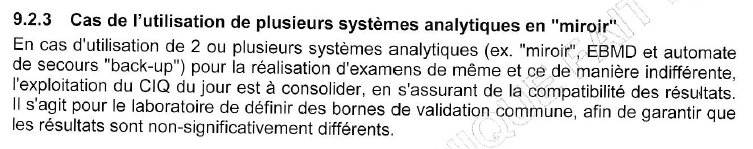 9.2.3 Cas de l'utilisation de plusieurs systèmes analytiques en "miroir"
En cas d'utilisation de 2 ou plusieurs systèmes analytiques (ex. "miroir", EBMD et automate
de secours "back-up") pour la réalisation d'examens de même et ce de manière indifférente,
l'exploitation du CIQ du jour est à consolider, en s'assurant de la compatibilité des résultats.
Il s'agit pour le laboratoire de définir des bornes de validation commune, afin de garantir que
les résultats sont non-significativement différents.
IQUE FAIT